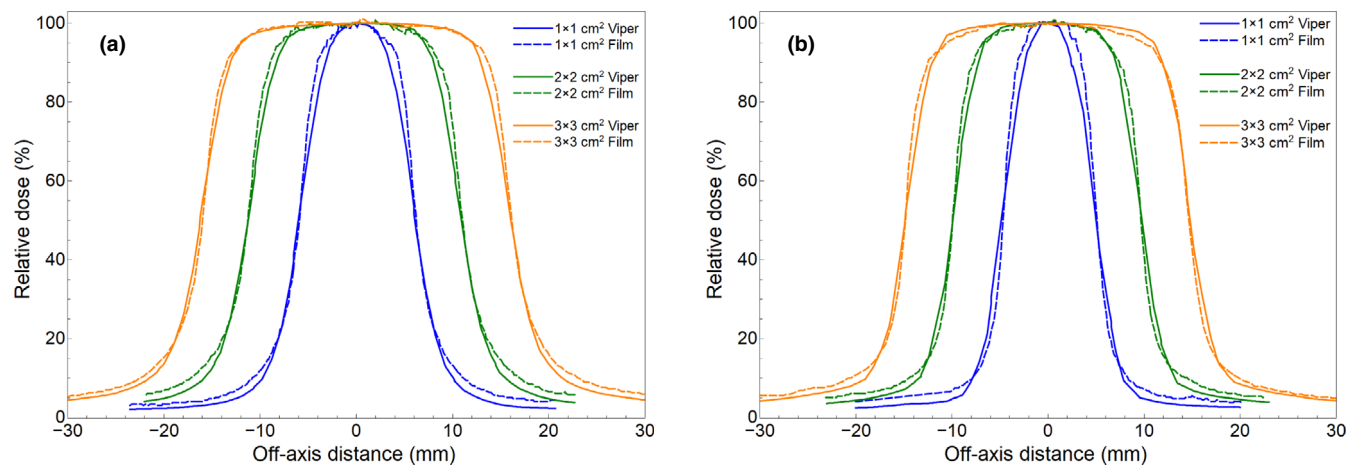 (a)
Relative dose (%)
100
80
60
40
20
0
−30
−20
−10
0
10
20
30
Off-axis distance (mm)
1×1 cm² Viper
1×1 cm² Film
2×2 cm² Viper
2×2 cm² Film
3×3 cm² Viper
3×3 cm² Film
(b)
Relative dose (%)
100
80
60
40
20
0
−30
−20
−10
0
10
20
30
Off-axis distance (mm)
1×1 cm² Viper
1×1 cm² Film
2×2 cm² Viper
2×2 cm² Film
3×3 cm² Viper
3×3 cm² Film